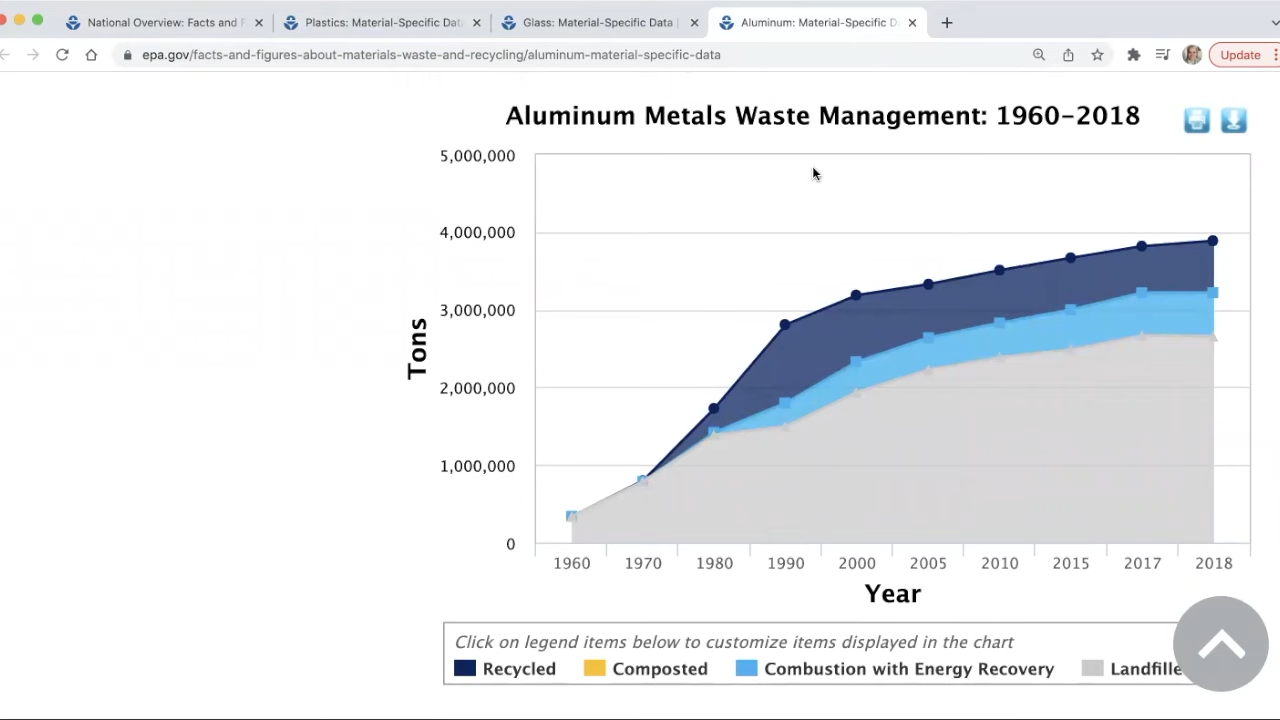 National Overview: Facts and F
Plastics: Material-Specific Dat
Glass: Material-Specific Data |
Aluminum: Material-Specific D
epa.gov/facts-and-figures-about-materials-waste-and-recycling/aluminum-material-specific-data
Update
Aluminum Metals Waste Management: 1960–2018
5,000,000
4,000,000
3,000,000
2,000,000
1,000,000
0
Tons
1960 1970 1980 1990 2000 2005 2010 2015 2017 2018
Year
Click on legend items below to customize items displayed in the chart
Recycled Composted Combustion with Energy Recovery Landfille